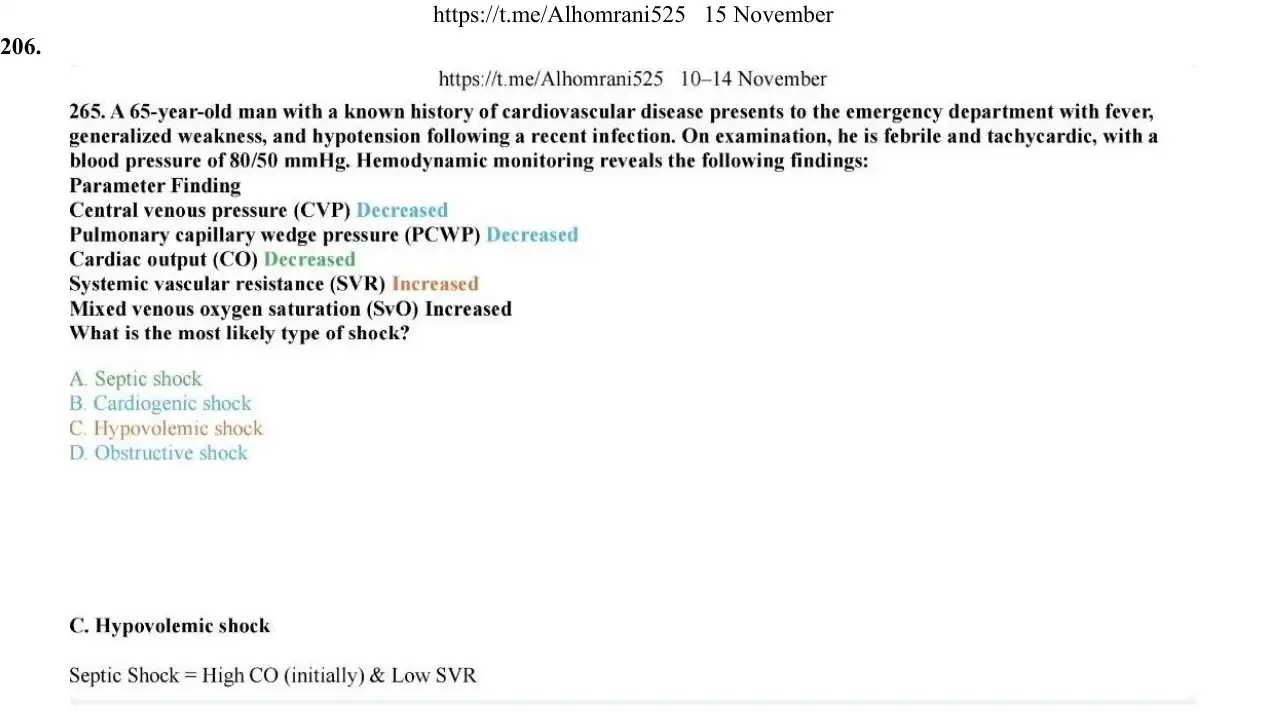 https://t.me/Alhomrani525 15 November
206.
https://t.me/Alhomrani525 10–14 November
265. A 65-year-old man with a known history of cardiovascular disease presents to the emergency department with fever,
generalized weakness, and hypotension following a recent infection. On examination, he is febrile and tachycardic, with a
blood pressure of 80/50 mmHg. Hemodynamic monitoring reveals the following findings:
Parameter Finding
Central venous pressure (CVP) Decreased
Pulmonary capillary wedge pressure (PCWP) Decreased
Cardiac output (CO) Decreased
Systemic vascular resistance (SVR) Increased
Mixed venous oxygen saturation (SvO) Increased
What is the most likely type of shock?
A. Septic shock
B. Cardiogenic shock
C. Hypovolemic shock
D. Obstructive shock
C. Hypovolemic shock
Septic Shock = High CO (initially) & Low SVR